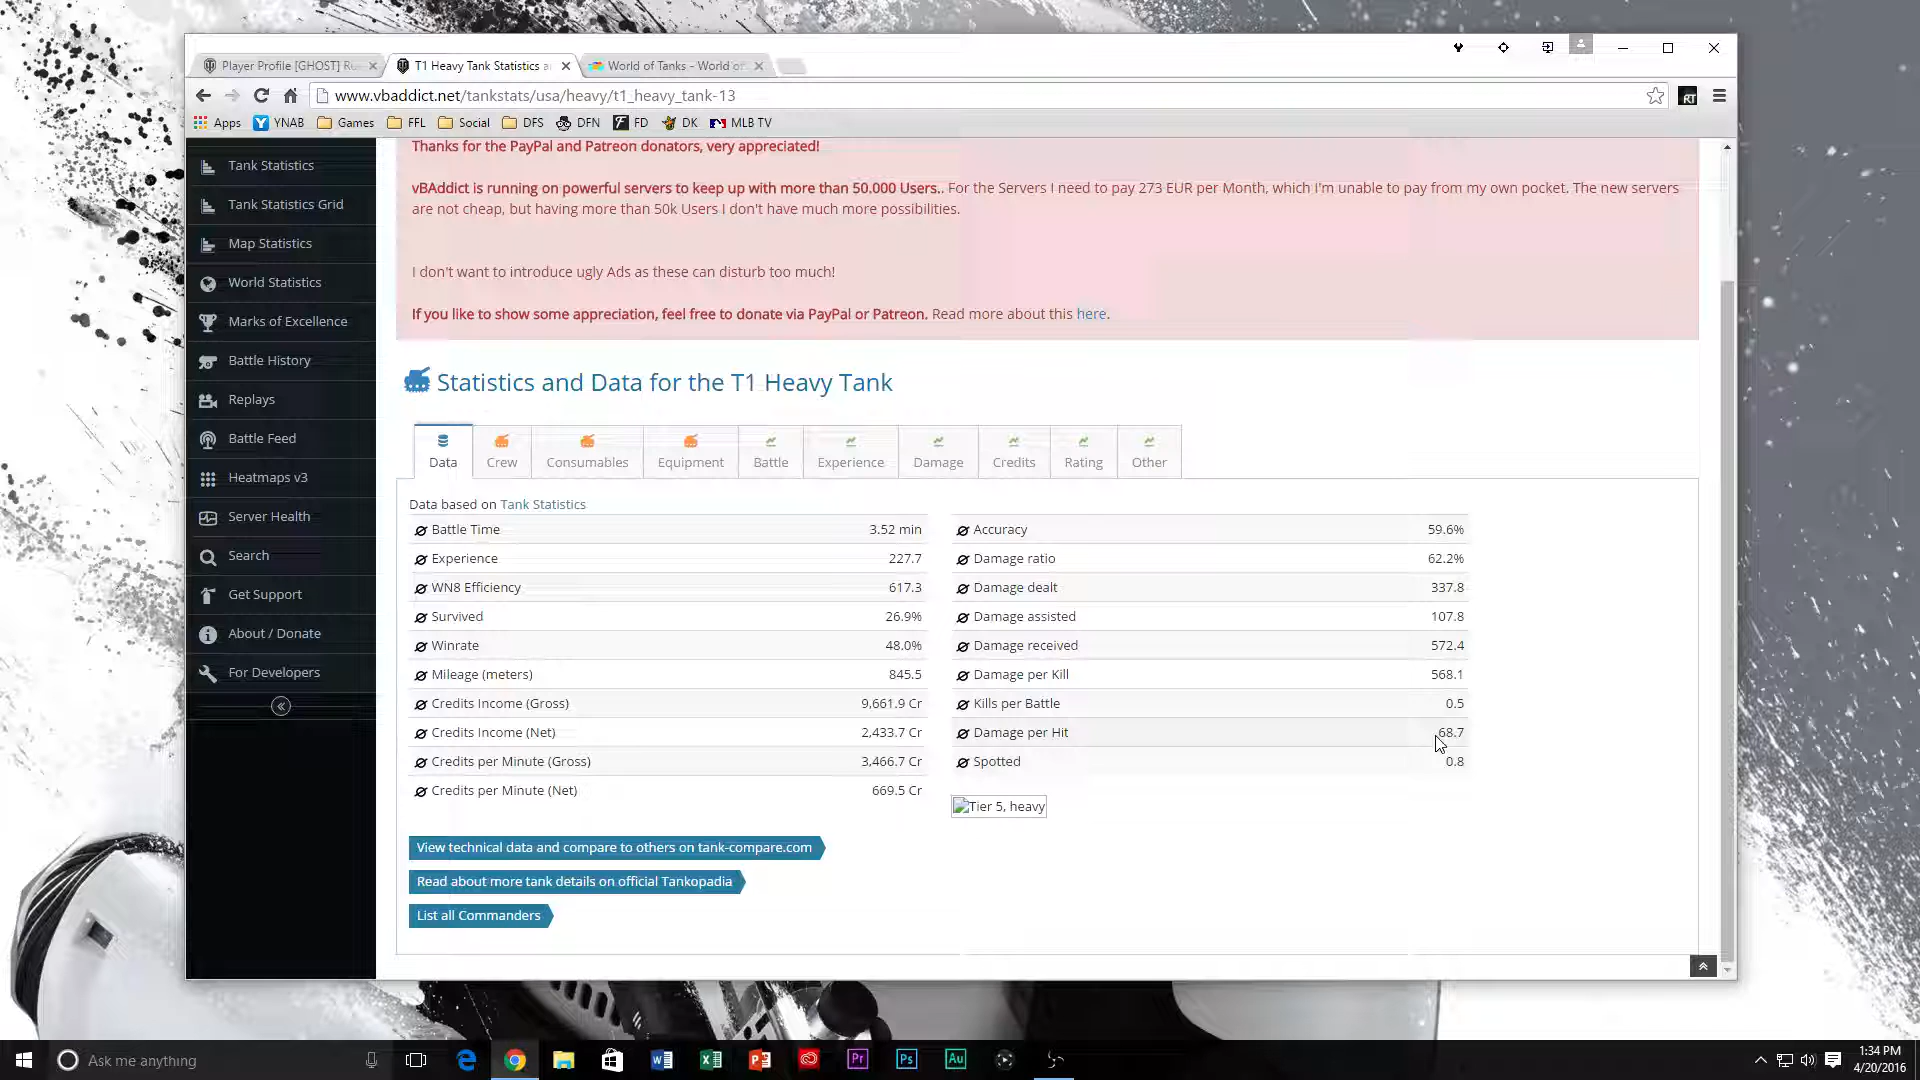 Player Profile [GHOST] Ru
T1 Heavy Tank Statistics a
World of Tanks - World of
www.vbaddict.net/tankstats/usa/heavy/t1_heavy_tank-13
RT
Apps
YNAB
Games
FFL
Social
DFS
DFN
FD
DK
MLB TV
Tank Statistics
Tank Statistics Grid
Map Statistics
World Statistics
Marks of Excellence
Battle History
Replays
Battle Feed
Heatmaps v3
Server Health
Search
Get Support
About / Donate
For Developers
Thanks for the PayPal and Patreon donators, very appreciated!
vBAddict is running on powerful servers to keep up with more than 50.000 Users.. For the Servers I need to pay 273 EUR per Month, which I'm unable to pay from my own pocket. The new servers
are not cheap, but having more than 50k Users I don't have much more possibilities.
I don't want to introduce ugly Ads as these can disturb too much!
If you like to show some appreciation, feel free to donate via PayPal or Patreon. Read more about this here.
Statistics and Data for the T1 Heavy Tank
Data
Crew
Consumables
Equipment
Battle
Experience
Damage
Credits
Rating
Other
Data based on Tank Statistics
Battle Time 3.52 min
Experience 227.7
WN8 Efficiency 617.3
Survived 26.9%
Winrate 48.0%
Mileage (meters) 845.5
Credits Income (Gross) 9,661.9 Cr
Credits Income (Net) 2,433.7 Cr
Credits per Minute (Gross) 3,466.7 Cr
Credits per Minute (Net) 669.5 Cr
Accuracy 59.6%
Damage ratio 62.2%
Damage dealt 337.8
Damage assisted 107.8
Damage received 572.4
Damage per Kill 568.1
Kills per Battle 0.5
Damage per Hit 68.7
Spotted 0.8
Tier 5, heavy
View technical data and compare to others on tank-compare.com
Read about more tank details on official Tankopadia
List all Commanders
Ask me anything
Pr
Ps
Au
1:34 PM
4/20/2016